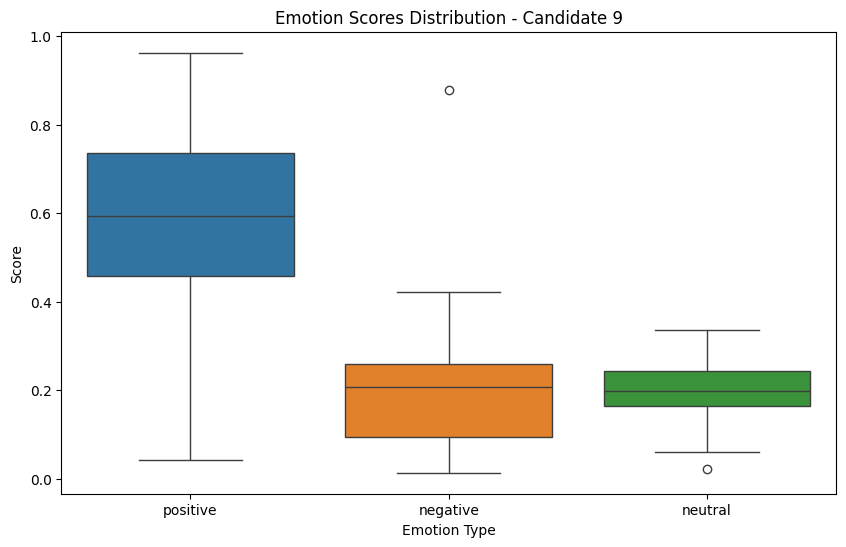 Emotion Scores Distribution - Candidate 9
1.0
0.8
0.6
0.4
0.2
0.0
Score
positive
negative
neutral
Emotion Type